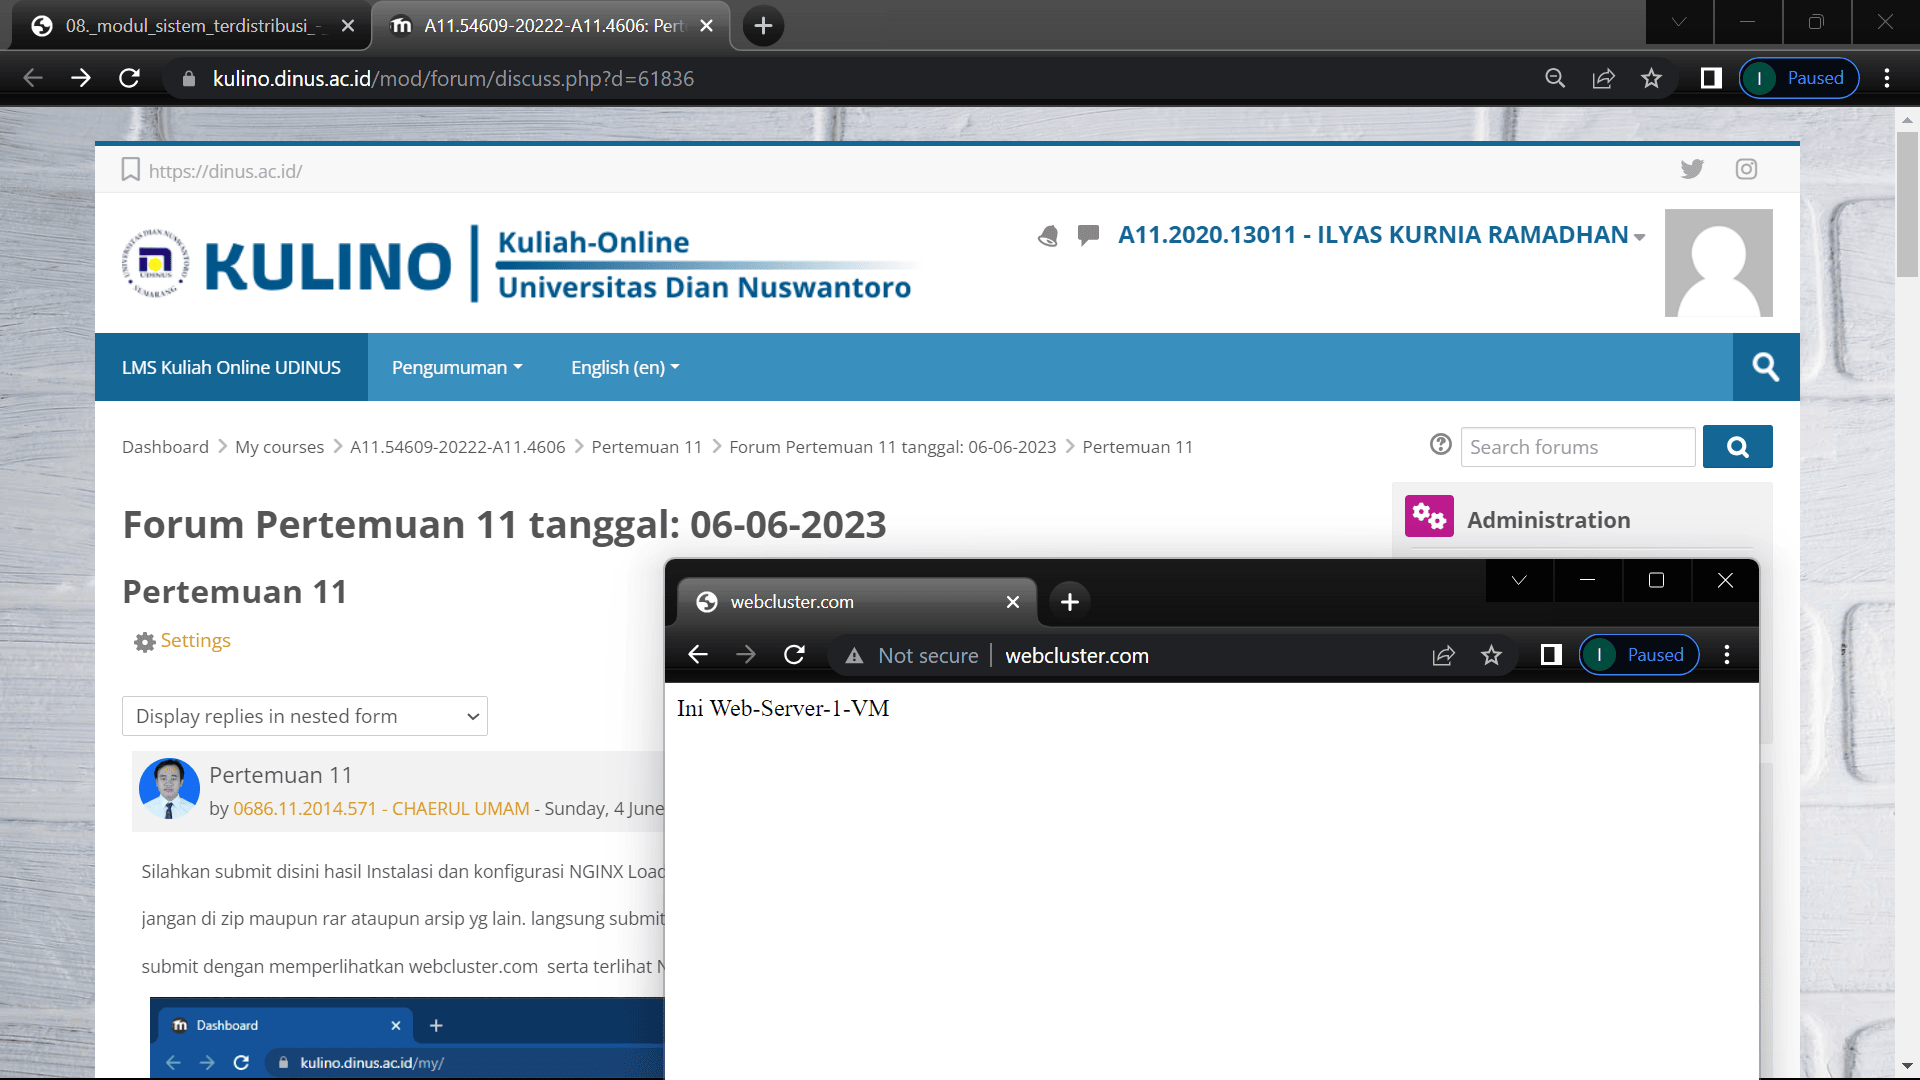 08._modul_sistem_terdistribusi_-
A11.54609-20222-A11.4606: Pert
kulino.dinus.ac.id/mod/forum/discuss.php?d=61836
I Paused
https://dinus.ac.id/
UNIVERSITAS DIAN NUSWANTORO
UDINUS
SEMARANG
KULINO
Kuliah-Online
Universitas Dian Nuswantoro
A11.2020.13011 - ILYAS KURNIA RAMADHAN
LMS Kuliah Online UDINUS
Pengumuman
English (en)
Dashboard > My courses > A11.54609-20222-A11.4606 > Pertemuan 11 > Forum Pertemuan 11 tanggal: 06-06-2023 > Pertemuan 11
Search forums
Forum Pertemuan 11 tanggal: 06-06-2023
Administration
Pertemuan 11
Settings
Display replies in nested form
Pertemuan 11
by 0686.11.2014.571 - CHAERUL UMAM - Sunday, 4 June
Silahkan submit disini hasil Instalasi dan konfigurasi NGINX Load
jangan di zip maupun rar ataupun arsip yg lain. langsung submit
submit dengan memperlihatkan webcluster.com serta terlihat N
Dashboard
kulino.dinus.ac.id/my/
webcluster.com
Not secure | webcluster.com
I Paused
Ini Web-Server-1-VM